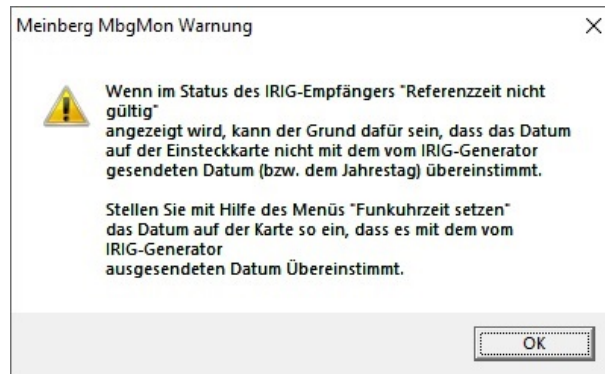 Meinberg MbgMon Warnung
Wenn im Status des IRIG-Empfängers "Referenzzeit nicht
gültig"
angezeigt wird, kann der Grund dafür sein, dass das Datum
auf der Einsteckkarte nicht mit dem vom IRIG-Generator
gesendeten Datum (bzw. dem Jahrestag) übereinstimmt.
Stellen Sie mit Hilfe des Menüs "Funkuhrzeit setzen"
das Datum auf der Karte so ein, dass es mit dem vom
IRIG-Generator
ausgesendeten Datum Übereinstimmt.
OK